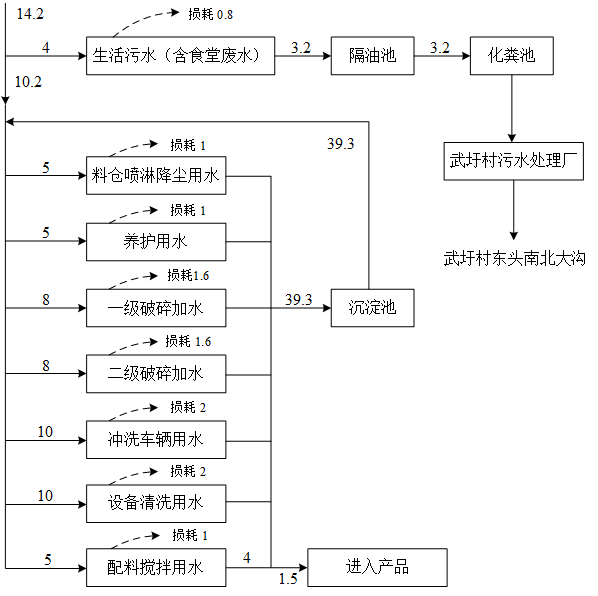 14.2
损耗 0.8
4
生活污水（含食堂废水）
3.2
隔油池
3.2
化粪池
10.2
39.3
损耗 1
5
料仓喷淋降尘用水
武圩村污水处理厂
损耗 1
5
养护用水
武圩村东头南北大沟
损耗1.6
8
一级破碎加水
39.3
沉淀池
损耗 1.6
8
二级破碎加水
损耗 2
10
冲洗车辆用水
损耗 2
10
设备清洗用水
损耗 1
5
配料搅拌用水
4
1.5
进入产品